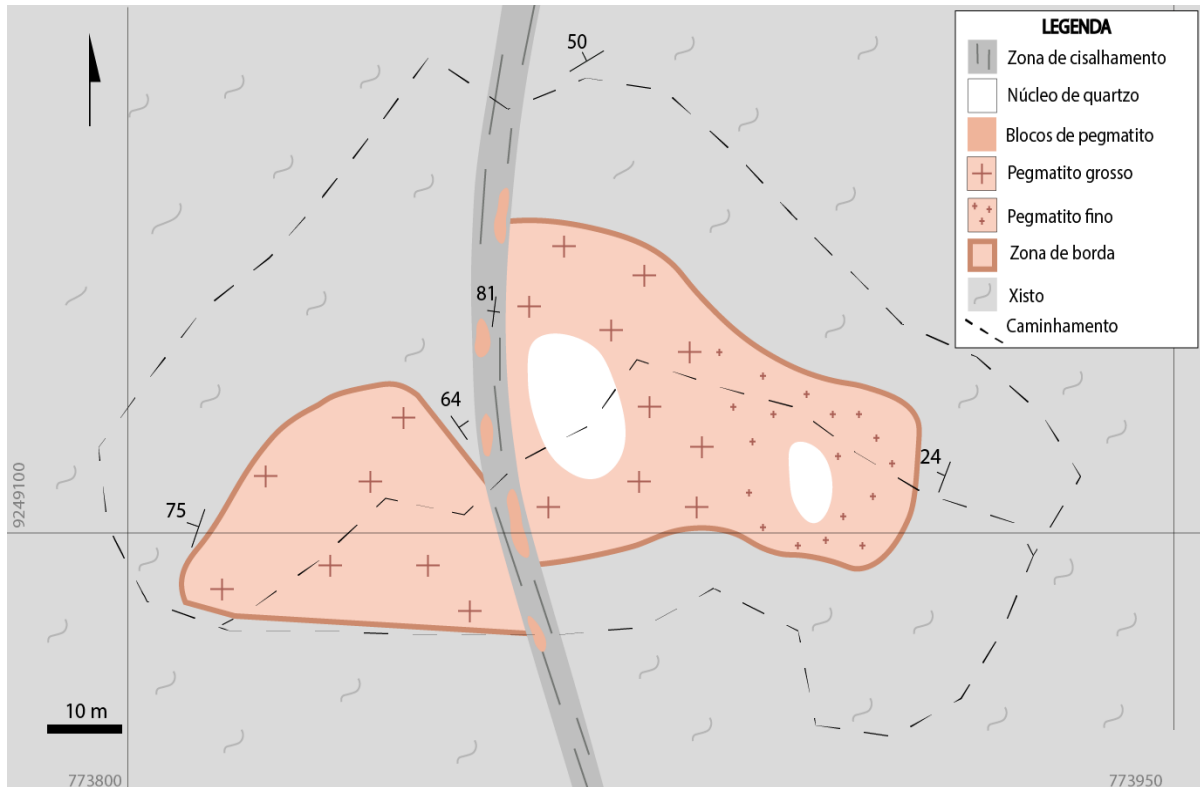 50
81
64
75
24
9249100
10 m
773800
773950
LEGENDA
Zona de cisalhamento
Núcleo de quartzo
Blocos de pegmatito
Pegmatito grosso
Pegmatito fino
Zona de borda
Xisto
Caminhamento